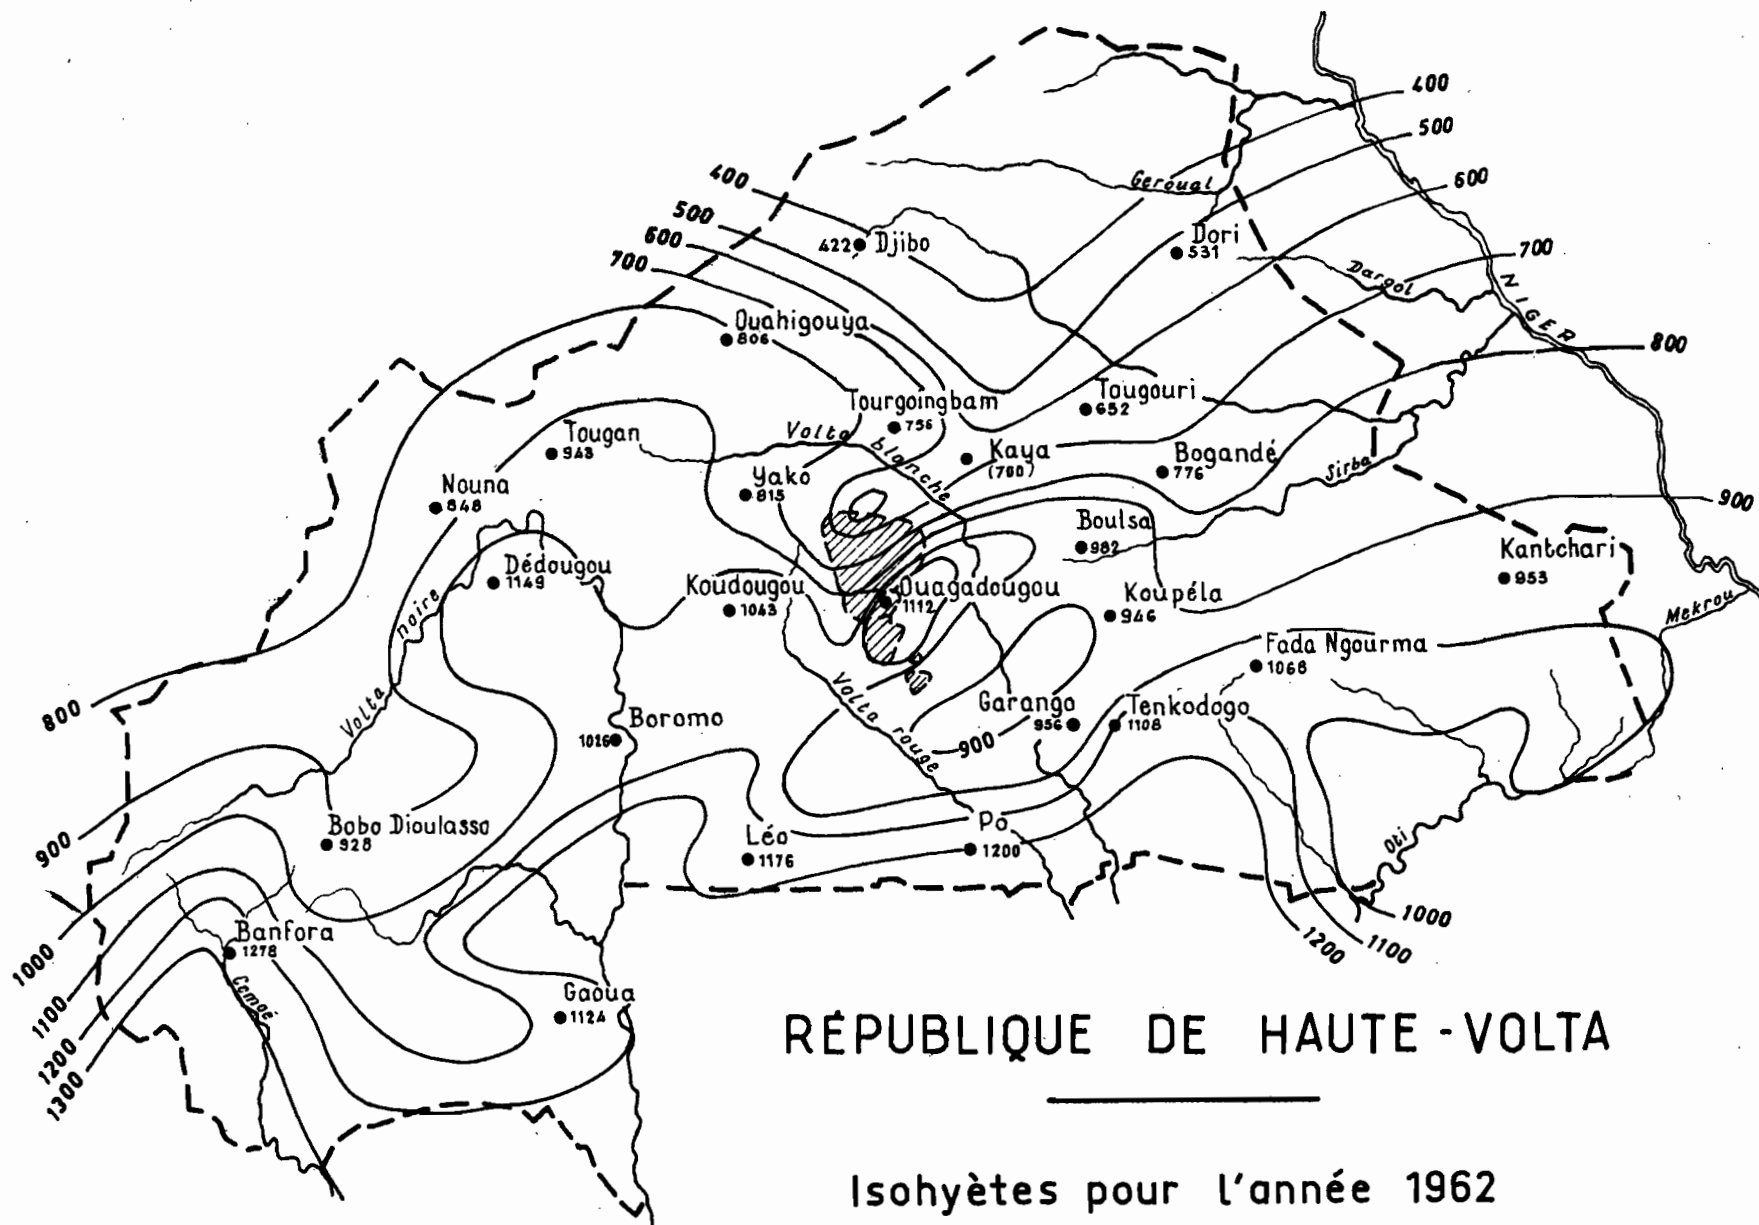 400
500
600
400
Geroual
500
Dori
531
600
422 Djibo
700
700
Dargol
NIGER
Ouahigouya
806
800
Tourgoingbam
756
Tougouri
652
Tougan
943
Volta blanche
Kaya
(700)
Bogandé
776
Sirba
Nouna
848
Yako
815
900
Boulsa
982
Kantchari
953
Dédougou
1149
Koudougou
1043
Ouagadougou
1112
Koupéla
946
Mekrou
Volta noire
Fada Ngourma
1068
800
Boromo
1026
Volta rouge
Garango
956
Tenkodogo
1108
900
Bobo Dioulasso
928
900
Léo
1176
Pô
1200
Oti
1000
Banfora
1278
1000
1100
1200
1100
Comoé
Gaoua
1124
1200
1300
RÉPUBLIQUE DE HAUTE-VOLTA
Isohyètes pour l'année 1962